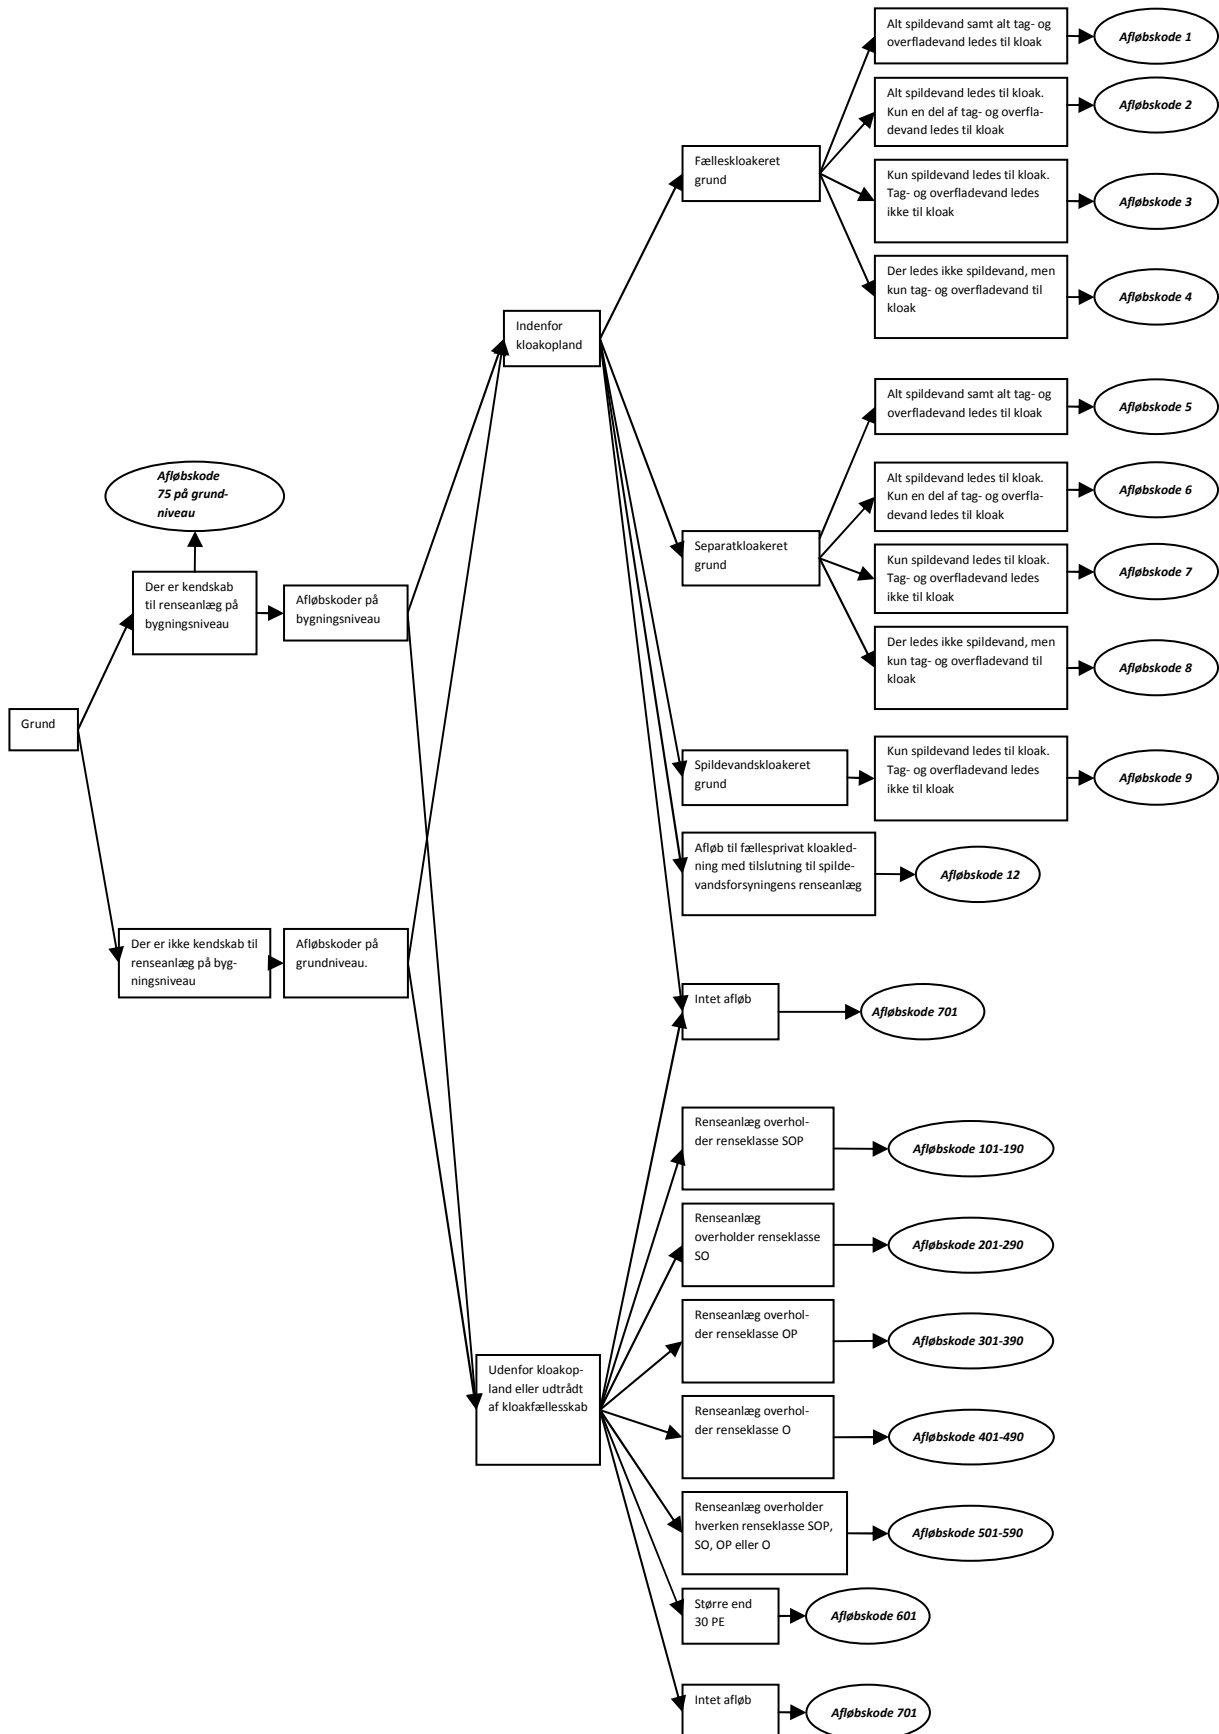 Grund
Afløbskode
75 på grund-
niveau
Der er kendskab
til renseanlæg på
bygningsniveau
Afløbskoder på
bygningsniveau
Der er ikke kendskab til
renseanlæg på byg-
ningsniveau
Afløbskoder på
grundniveau.
Indenfor
kloakopland
Udenfor kloakop-
land eller udtrådt
af kloakfællesskab
Fælleskloakeret
grund
Alt spildevand samt alt tag- og
overfladevand ledes til kloak
Afløbskode 1
Alt spildevand ledes til kloak.
Kun en del af tag- og overfla-
devand ledes til kloak
Afløbskode 2
Kun spildevand ledes til kloak.
Tag- og overfladevand ledes
ikke til kloak
Afløbskode 3
Der ledes ikke spildevand, men
kun tag- og overfladevand til
kloak
Afløbskode 4
Separatkloakeret
grund
Alt spildevand samt alt tag- og
overfladevand ledes til kloak
Afløbskode 5
Alt spildevand ledes til kloak.
Kun en del af tag- og overfla-
devand ledes til kloak
Afløbskode 6
Kun spildevand ledes til kloak.
Tag- og overfladevand ledes
ikke til kloak
Afløbskode 7
Der ledes ikke spildevand, men
kun tag- og overfladevand til
kloak
Afløbskode 8
Spildevandskloakeret
grund
Kun spildevand ledes til kloak.
Tag- og overfladevand ledes
ikke til kloak
Afløbskode 9
Afløb til fællesprivat kloakled-
ning med tilslutning til spilde-
vandsforsyningens renseanlæg
Afløbskode 12
Intet afløb
Afløbskode 701
Renseanlæg overhol-
der renseklasse SOP
Afløbskode 101-190
Renseanlæg
overholder renseklasse
SO
Afløbskode 201-290
Renseanlæg overhol-
der renseklasse OP
Afløbskode 301-390
Renseanlæg overhol-
der renseklasse O
Afløbskode 401-490
Renseanlæg overholder
hverken renseklasse SOP,
SO, OP eller O
Afløbskode 501-590
Større end
30 PE
Afløbskode 601
Intet afløb
Afløbskode 701